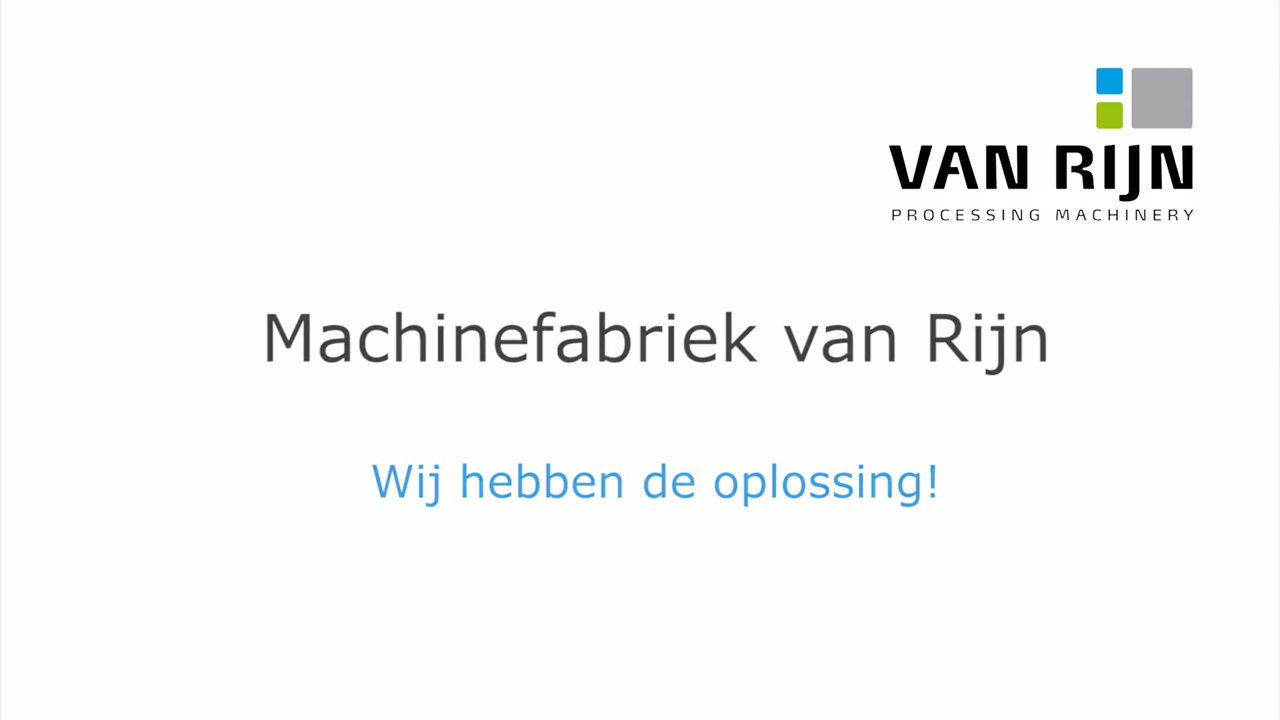 VAN RIJN
PROCESSING MACHINERY
Machinefabriek van Rijn
Wij hebben de oplossing!